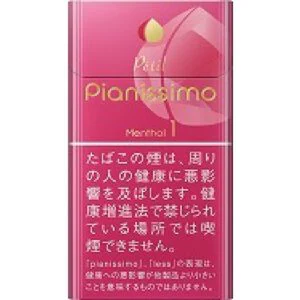 Pétil
Pianissimo
Menthol 1
たばこの煙は、周り
の人の健康に悪影
響を及ぼします。健
康増進法で禁じられ
ている場所では喫
煙できません。
「pianissimo」、「less」の表現は、
健康への悪影響が他製造より小さい
ことを意味するものではありません。